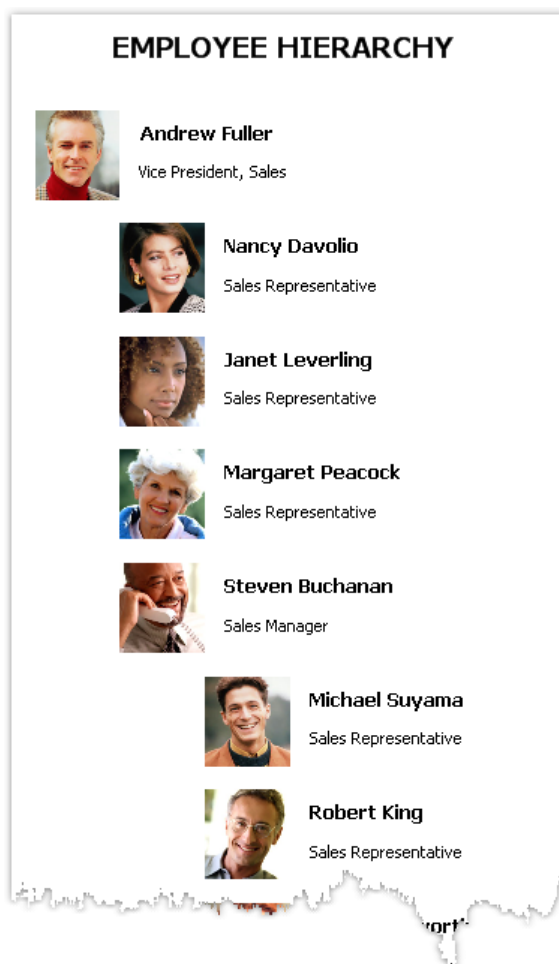 EMPLOYEE HIERARCHY
Andrew Fuller
Vice President, Sales
Nancy Davolio
Sales Representative
Janet Leverling
Sales Representative
Margaret Peacock
Sales Representative
Steven Buchanan
Sales Manager
Michael Suyama
Sales Representative
Robert King
Sales Representative